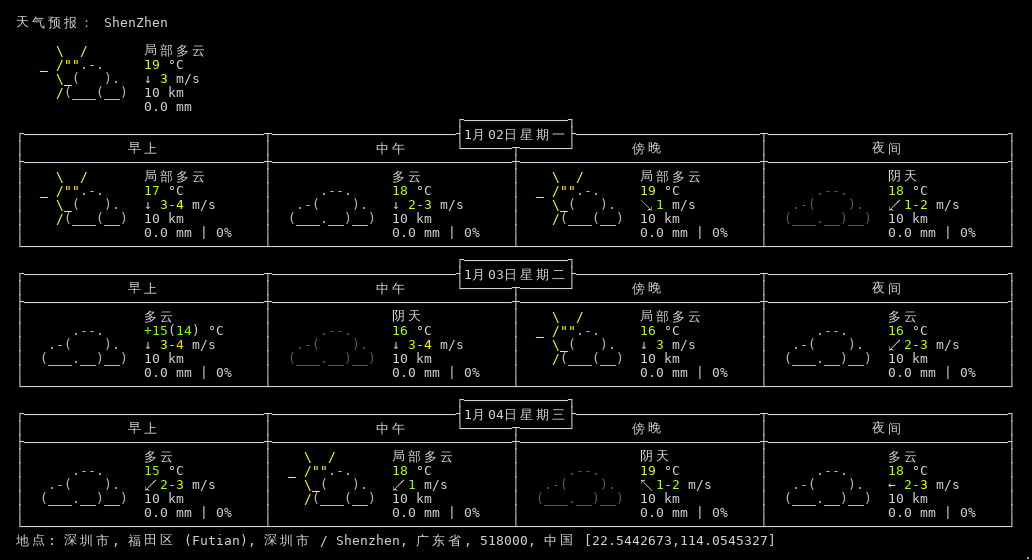 天气预报： ShenZhen
局部多云
19 °C
↓ 3 m/s
10 km
0.0 mm
1月02日星期一
早上 中午 傍晚 夜间
局部多云 多云 局部多云 阴天
17 °C 18 °C 19 °C 18 °C
↓ 3-4 m/s ↓ 2-3 m/s ↘ 1 m/s ↙ 1-2 m/s
10 km 10 km 10 km 10 km
0.0 mm | 0% 0.0 mm | 0% 0.0 mm | 0% 0.0 mm | 0%
1月03日星期二
早上 中午 傍晚 夜间
多云 阴天 局部多云 多云
+15(14) °C 16 °C 16 °C 16 °C
↓ 3-4 m/s ↓ 3-4 m/s ↓ 3 m/s ↙ 2-3 m/s
10 km 10 km 10 km 10 km
0.0 mm | 0% 0.0 mm | 0% 0.0 mm | 0% 0.0 mm | 0%
1月04日星期三
早上 中午 傍晚 夜间
多云 局部多云 阴天 多云
15 °C 18 °C 19 °C 18 °C
↙ 2-3 m/s ↙ 1 m/s ↖ 1-2 m/s ← 2-3 m/s
10 km 10 km 10 km 10 km
0.0 mm | 0% 0.0 mm | 0% 0.0 mm | 0% 0.0 mm | 0%
地点: 深圳市, 福田区 (Futian), 深圳市 / Shenzhen, 广东省, 518000, 中国 [22.5442673,114.0545327]